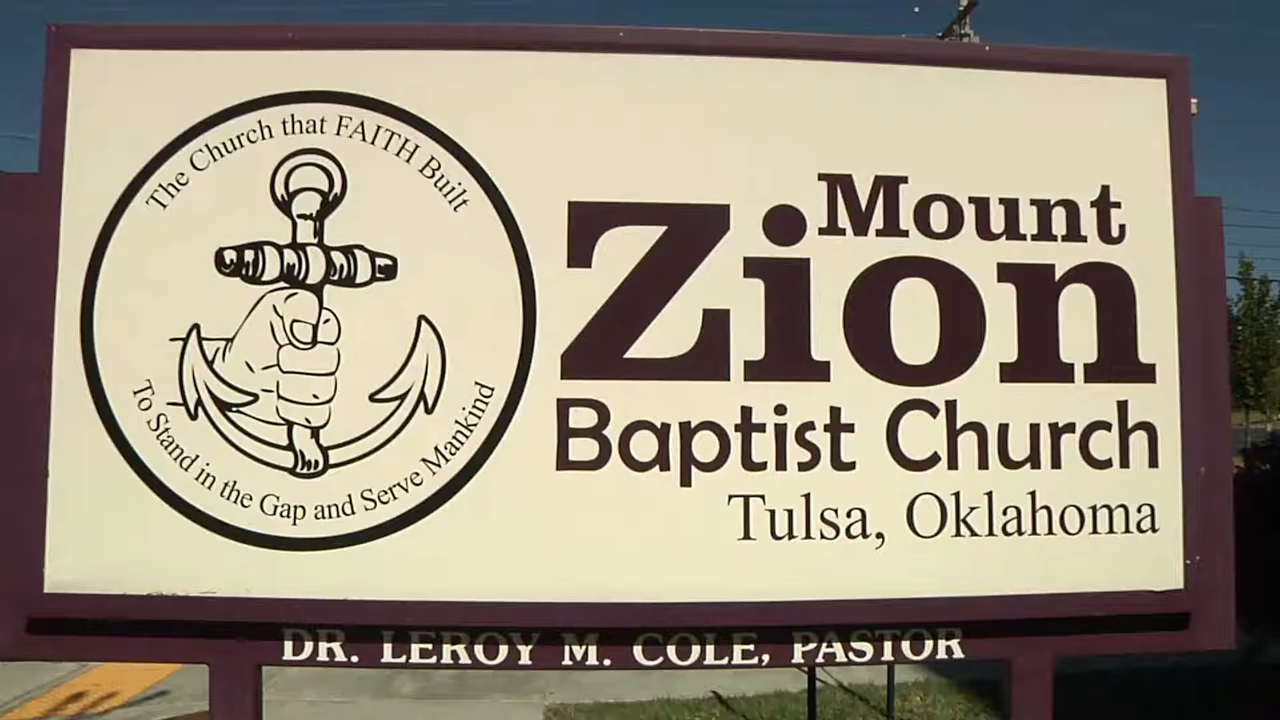 The Church that FAITH Built
To Stand in the Gap and Serve Mankind
Mount
Zion
Baptist Church
Tulsa, Oklahoma
DR. LEROY M. COLE, PASTOR